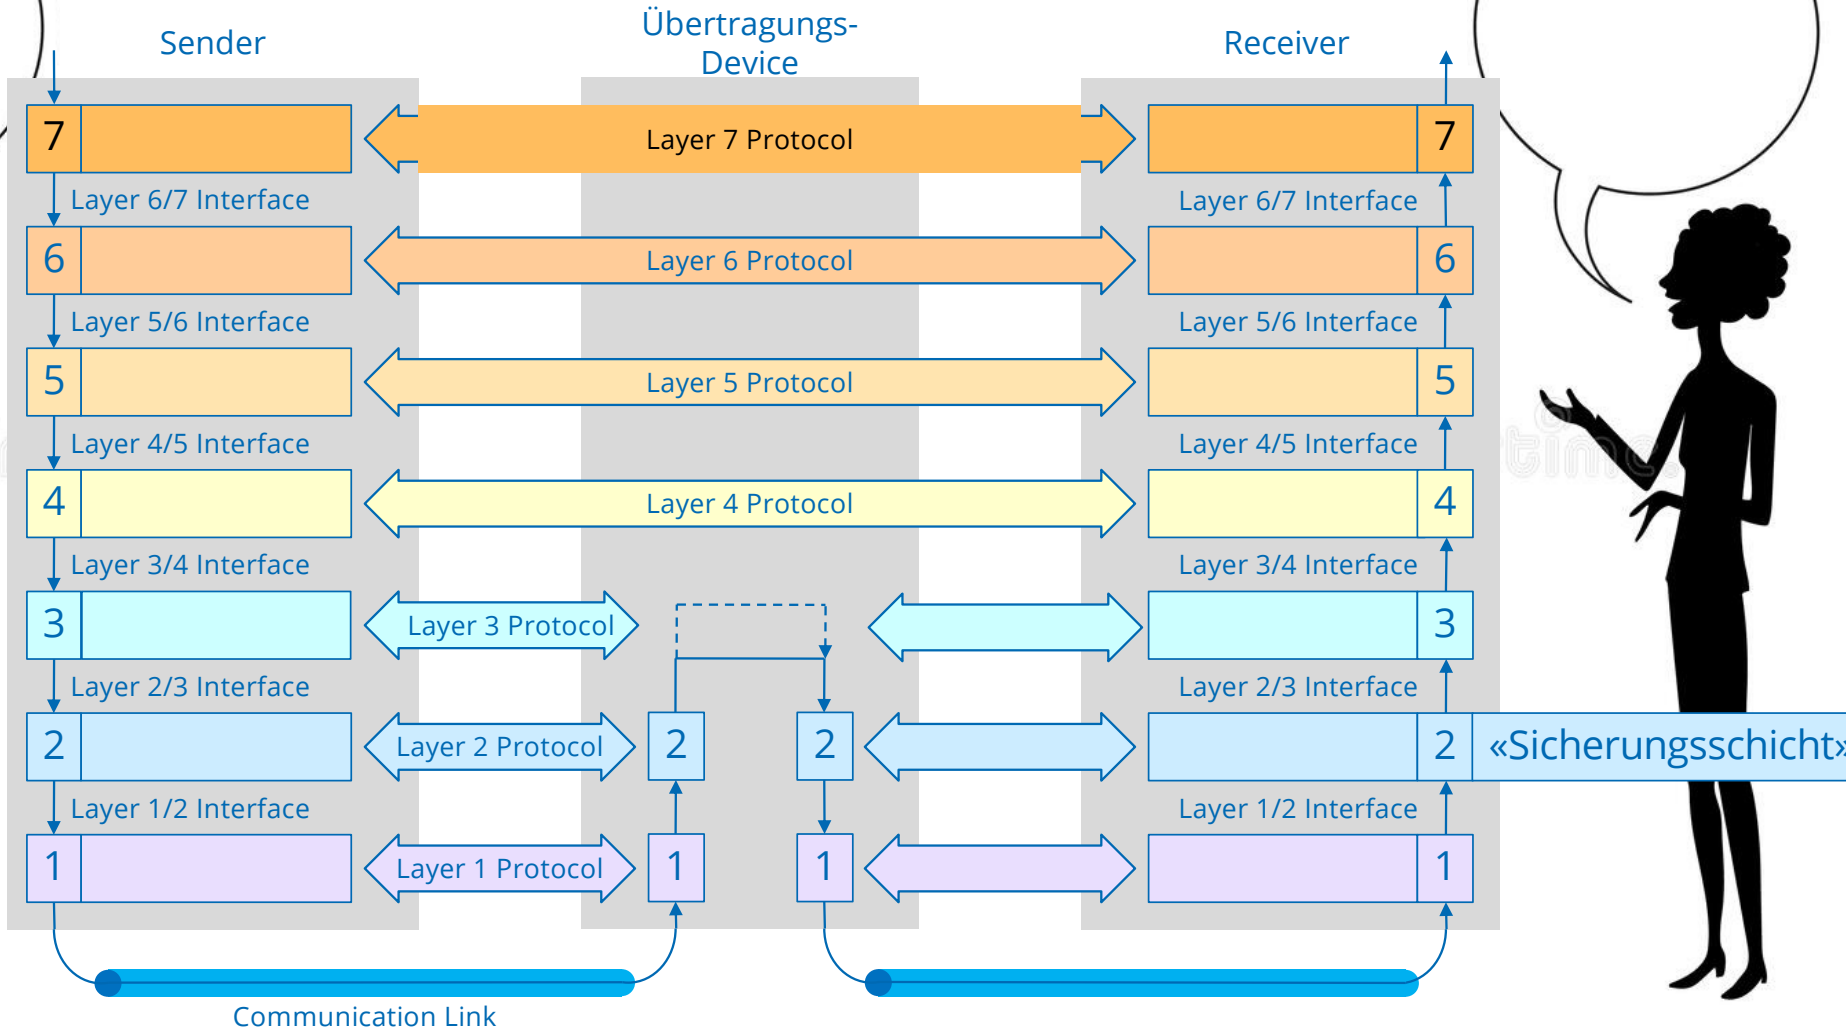 Sender
Übertragungs-
Device
Receiver
7
Layer 7 Protocol
7
Layer 6/7 Interface
Layer 6/7 Interface
6
Layer 6 Protocol
6
Layer 5/6 Interface
Layer 5/6 Interface
5
Layer 5 Protocol
5
Layer 4/5 Interface
Layer 4/5 Interface
4
Layer 4 Protocol
4
Layer 3/4 Interface
Layer 3/4 Interface
3
Layer 3 Protocol
3
Layer 2/3 Interface
Layer 2/3 Interface
2
Layer 2 Protocol
2
2
2
«Sicherungsschicht»
Layer 1/2 Interface
Layer 1/2 Interface
1
Layer 1 Protocol
1
1
1
Communication Link